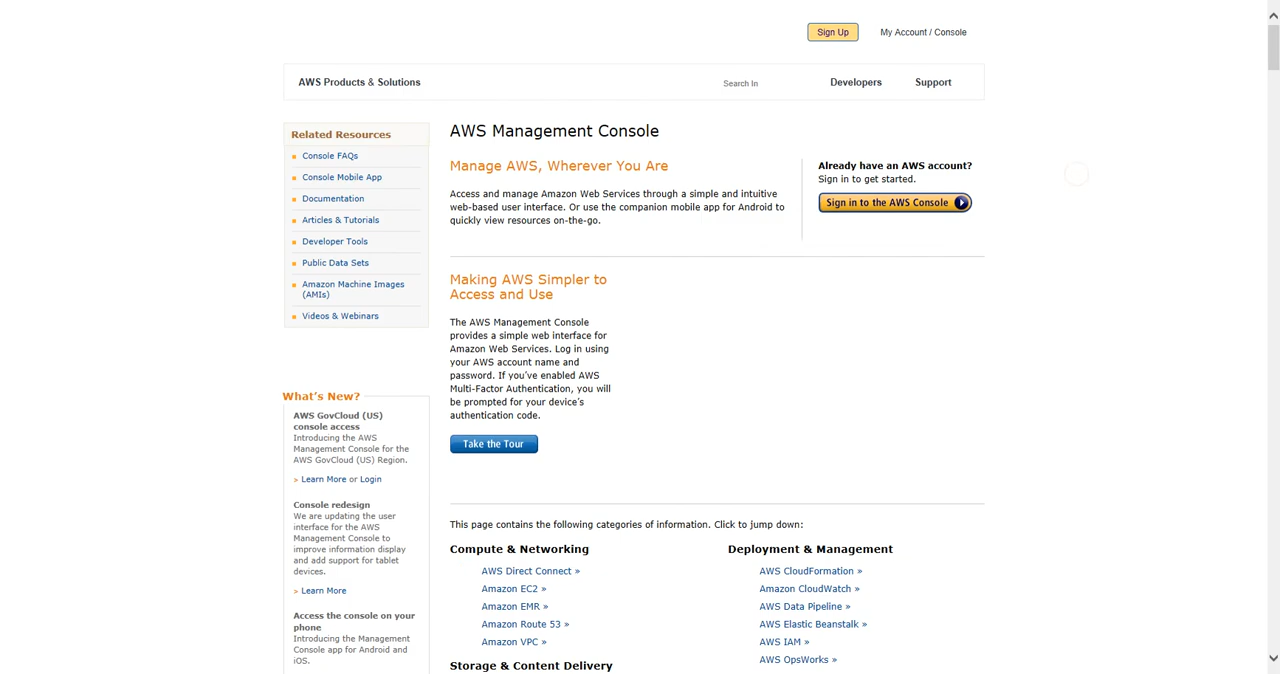 Sign Up
My Account / Console
AWS Products & Solutions
Search In
Developers
Support
Related Resources
Console FAQs
Console Mobile App
Documentation
Articles & Tutorials
Developer Tools
Public Data Sets
Amazon Machine Images
(AMIs)
Videos & Webinars
What's New?
AWS GovCloud (US)
console access
Introducing the AWS
Management Console for the
AWS GovCloud (US) Region.
> Learn More or Login
Console redesign
We are updating the user
interface for the AWS
Management Console to
improve information display
and add support for tablet
devices.
> Learn More
Access the console on your
phone
Introducing the Management
Console app for Android and
iOS.
AWS Management Console
Manage AWS, Wherever You Are
Access and manage Amazon Web Services through a simple and intuitive
web-based user interface. Or use the companion mobile app for Android to
quickly view resources on-the-go.
Already have an AWS account?
Sign in to get started.
Sign in to the AWS Console
Making AWS Simpler to
Access and Use
The AWS Management Console
provides a simple web interface for
Amazon Web Services. Log in using
your AWS account name and
password. If you've enabled AWS
Multi-Factor Authentication, you will
be prompted for your device's
authentication code.
Take the Tour
This page contains the following categories of information. Click to jump down:
Compute & Networking
AWS Direct Connect »
Amazon EC2 »
Amazon EMR »
Amazon Route 53 »
Amazon VPC »
Storage & Content Delivery
Deployment & Management
AWS CloudFormation »
Amazon CloudWatch »
AWS Data Pipeline »
AWS Elastic Beanstalk »
AWS IAM »
AWS OpsWorks »